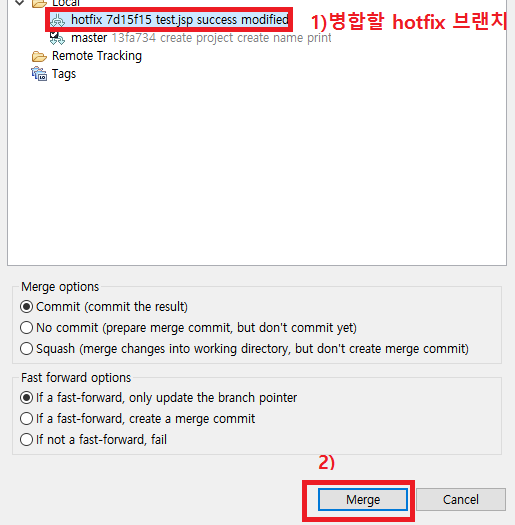 Local
hotfix 7d15f15 test.jsp success modified 1)병합할 hotfix 브랜치
master 13fa734 create project create name print
Remote Tracking
Tags
Merge options
Commit (commit the result)
No commit (prepare merge commit, but don't commit yet)
Squash (merge changes into working directory, but don't create merge commit)
Fast forward options
If a fast-forward, only update the branch pointer
If a fast-forward, create a merge commit
If not a fast-forward, fail
2)
Merge Cancel